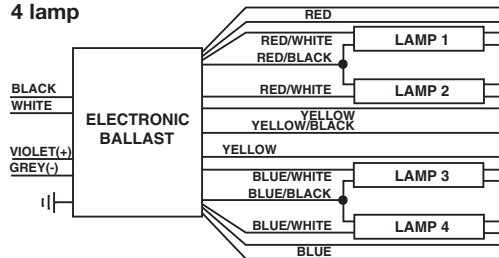 4 lamp
RED
RED/WHITE
LAMP 1
RED/BLACK
BLACK
RED/WHITE
LAMP 2
WHITE
ELECTRONIC
BALLAST
YELLOW
YELLOW/BLACK
VIOLET(+)
YELLOW
GREY(-)
BLUE/WHITE
LAMP 3
BLUE/BLACK
BLUE/WHITE
LAMP 4
BLUE